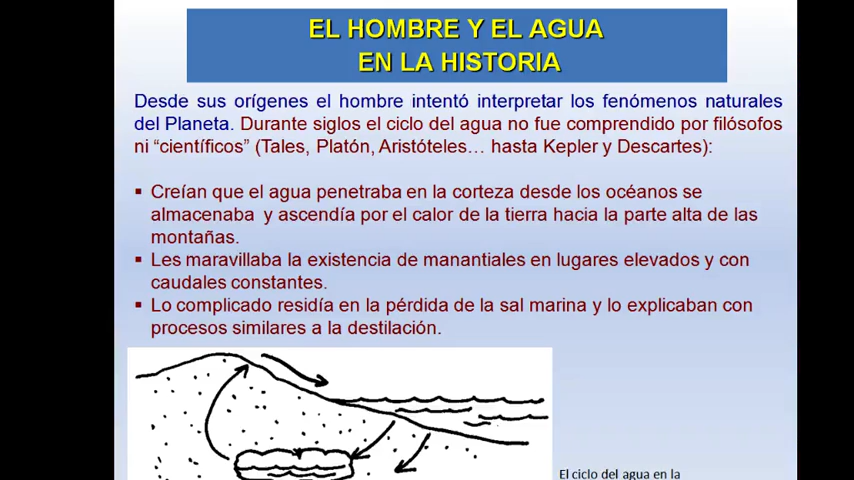 EL HOMBRE Y EL AGUA
EN LA HISTORIA
Desde sus orígenes el hombre intentó interpretar los fenómenos naturales
del Planeta. Durante siglos el ciclo del agua no fue comprendido por filósofos
ni “científicos” (Tales, Platón, Aristóteles… hasta Kepler y Descartes):
▪ Creían que el agua penetraba en la corteza desde los océanos se
almacenaba y ascendía por el calor de la tierra hacia la parte alta de las
montañas.
▪ Les maravillaba la existencia de manantiales en lugares elevados y con
caudales constantes.
▪ Lo complicado residía en la pérdida de la sal marina y lo explicaban con
procesos similares a la destilación.
El ciclo del agua en la